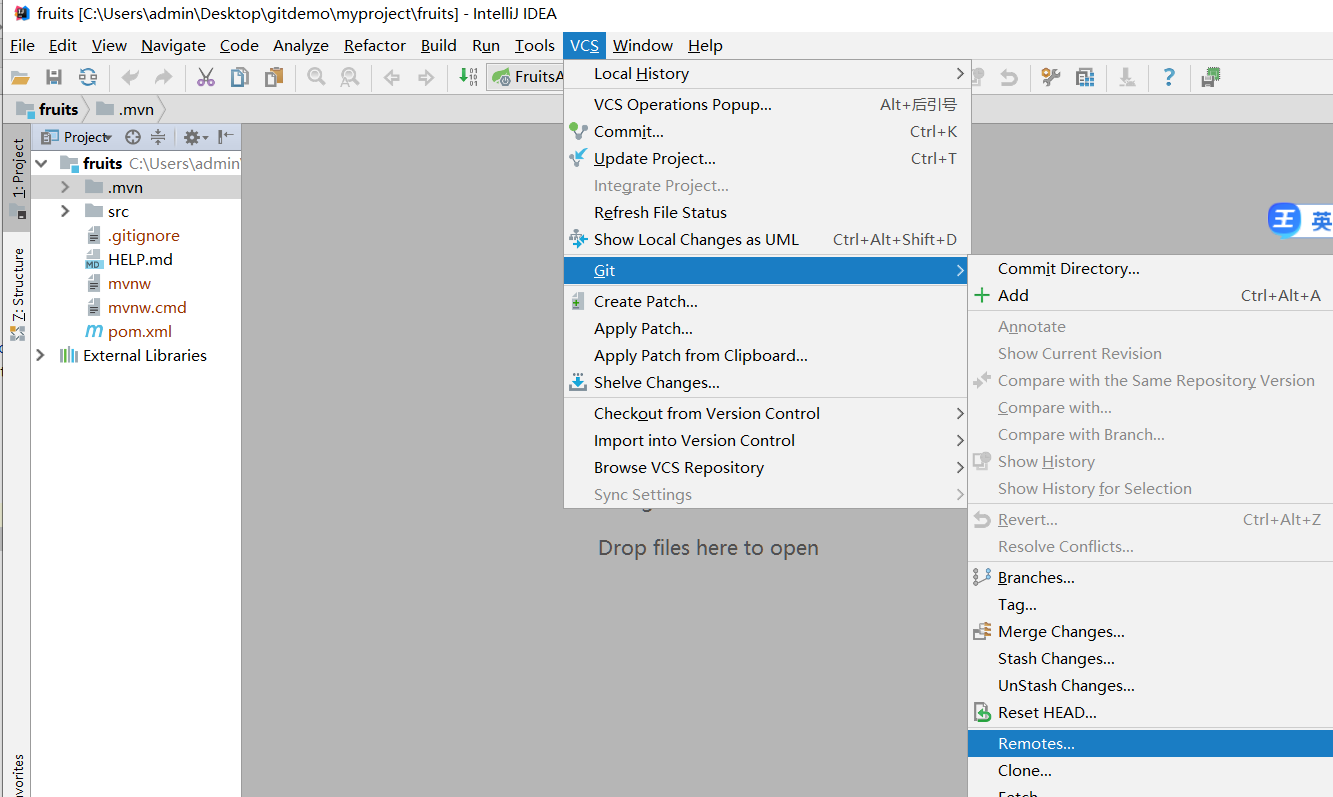 fruits [C:\Users\admin\Desktop\gitdemo\myproject\fruits] - IntelliJ IDEA
File Edit View Navigate Code Analyze Refactor Build Run Tools VCS Window Help
FruitsA
fruits .mvn
1: Project
Z: Structure
Project
fruits C:\Users\admin
.mvn
src
.gitignore
HELP.md
MD
mvnw
mvnw.cmd
pom.xml
External Libraries
Local History
VCS Operations Popup... Alt+后引号
Commit... Ctrl+K
Update Project... Ctrl+T
Integrate Project...
Refresh File Status
Show Local Changes as UML Ctrl+Alt+Shift+D
Git
Create Patch...
Apply Patch...
Apply Patch from Clipboard...
Shelve Changes...
Checkout from Version Control
Import into Version Control
Browse VCS Repository
Sync Settings
Drop files here to open
王 英
Commit Directory...
Add Ctrl+Alt+A
Annotate
Show Current Revision
Compare with the Same Repository Version
Compare with...
Compare with Branch...
Show History
Show History for Selection
Revert... Ctrl+Alt+Z
Resolve Conflicts...
Branches...
Tag...
Merge Changes...
Stash Changes...
UnStash Changes...
Reset HEAD...
Remotes...
Clone...